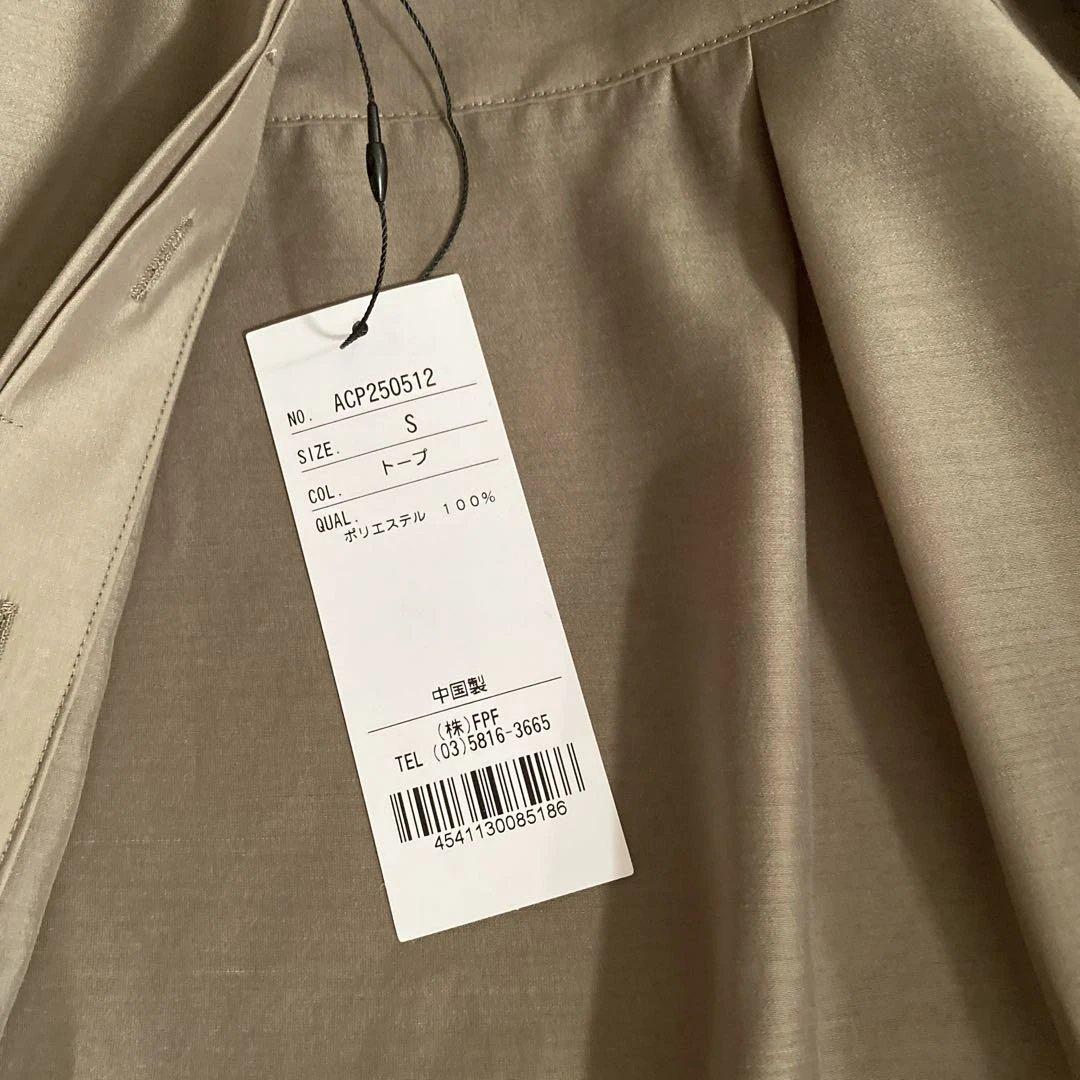 NO. ACP250512
SIZE. S
COL. トープ
QUAL.
ポリエステル 100%
中国製
(株)FPF
TEL (03)5816-3665
4541130085186